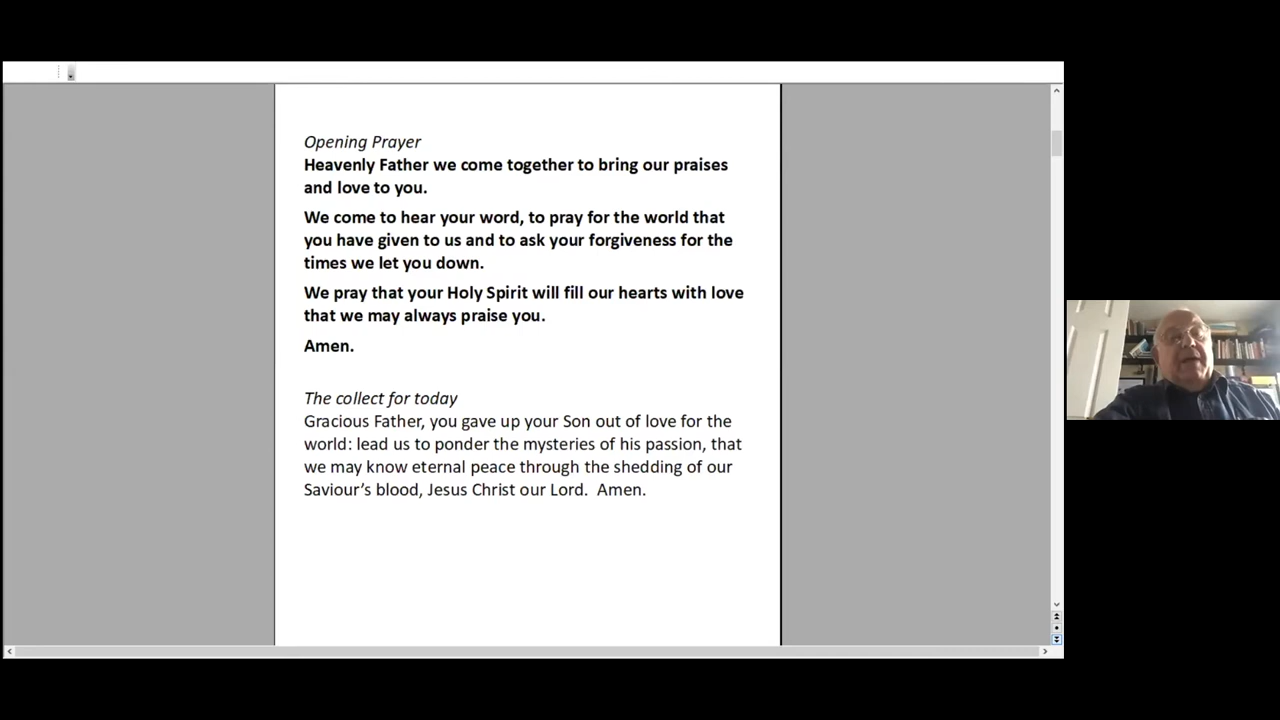 Opening Prayer
Heavenly Father we come together to bring our praises
and love to you.
We come to hear your word, to pray for the world that
you have given to us and to ask your forgiveness for the
times we let you down.
We pray that your Holy Spirit will fill our hearts with love
that we may always praise you.
Amen.
The collect for today
Gracious Father, you gave up your Son out of love for the
world: lead us to ponder the mysteries of his passion, that
we may know eternal peace through the shedding of our
Saviour’s blood, Jesus Christ our Lord.  Amen.